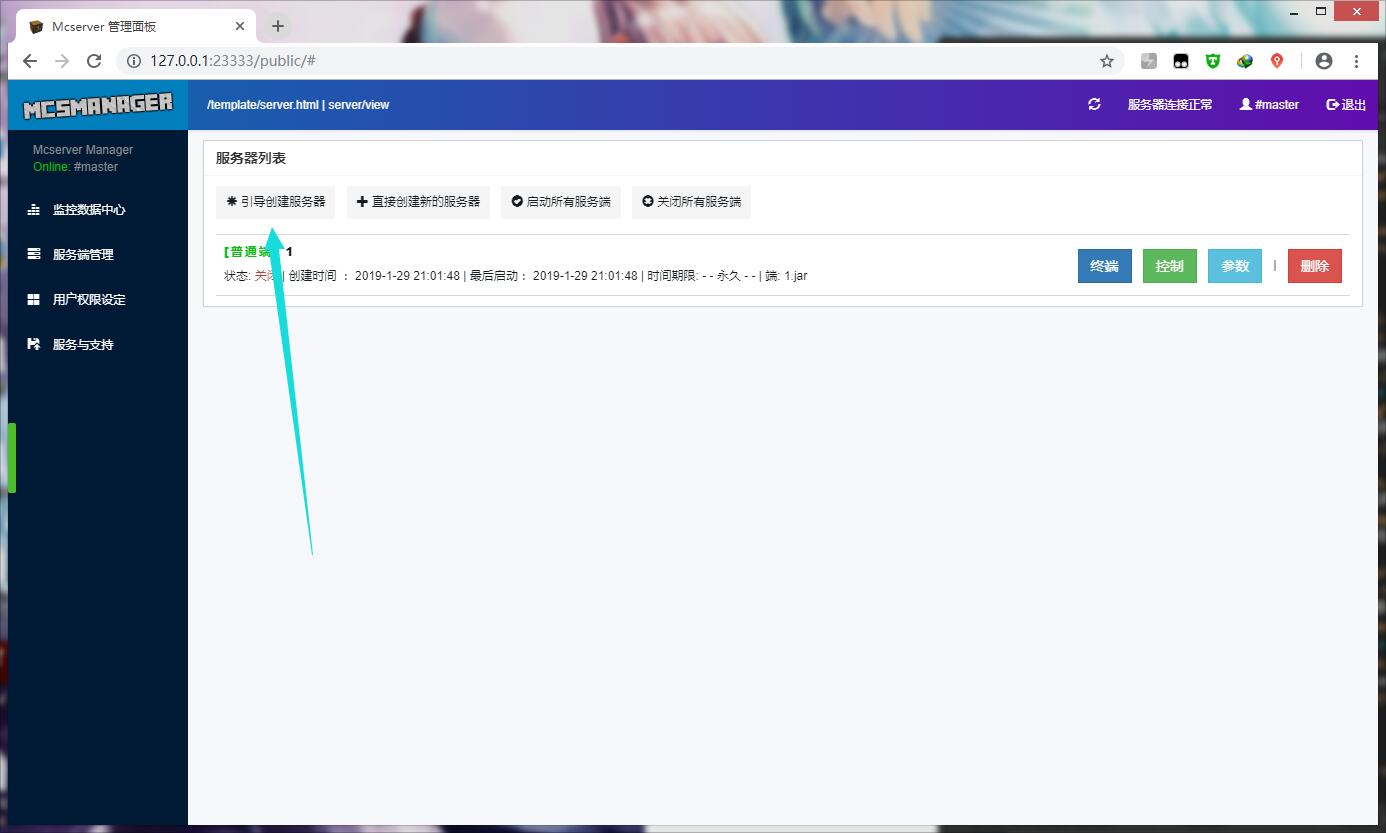 Mcserver 管理面板
127.0.0.1:23333/public/#
MCSMANAGER
/template/server.html | server/view
服务器连接正常
#master
退出
Mcserver Manager
Online: #master
监控数据中心
服务端管理
用户权限设定
服务与支持
服务器列表
引导创建服务器
直接创建新的服务器
启动所有服务端
关闭所有服务端
[普通端 1
状态: 关闭 | 创建时间 : 2019-1-29 21:01:48 | 最后启动 : 2019-1-29 21:01:48 | 时间期限: - - 永久 - - | 端: 1.jar
终端
控制
参数
|
删除